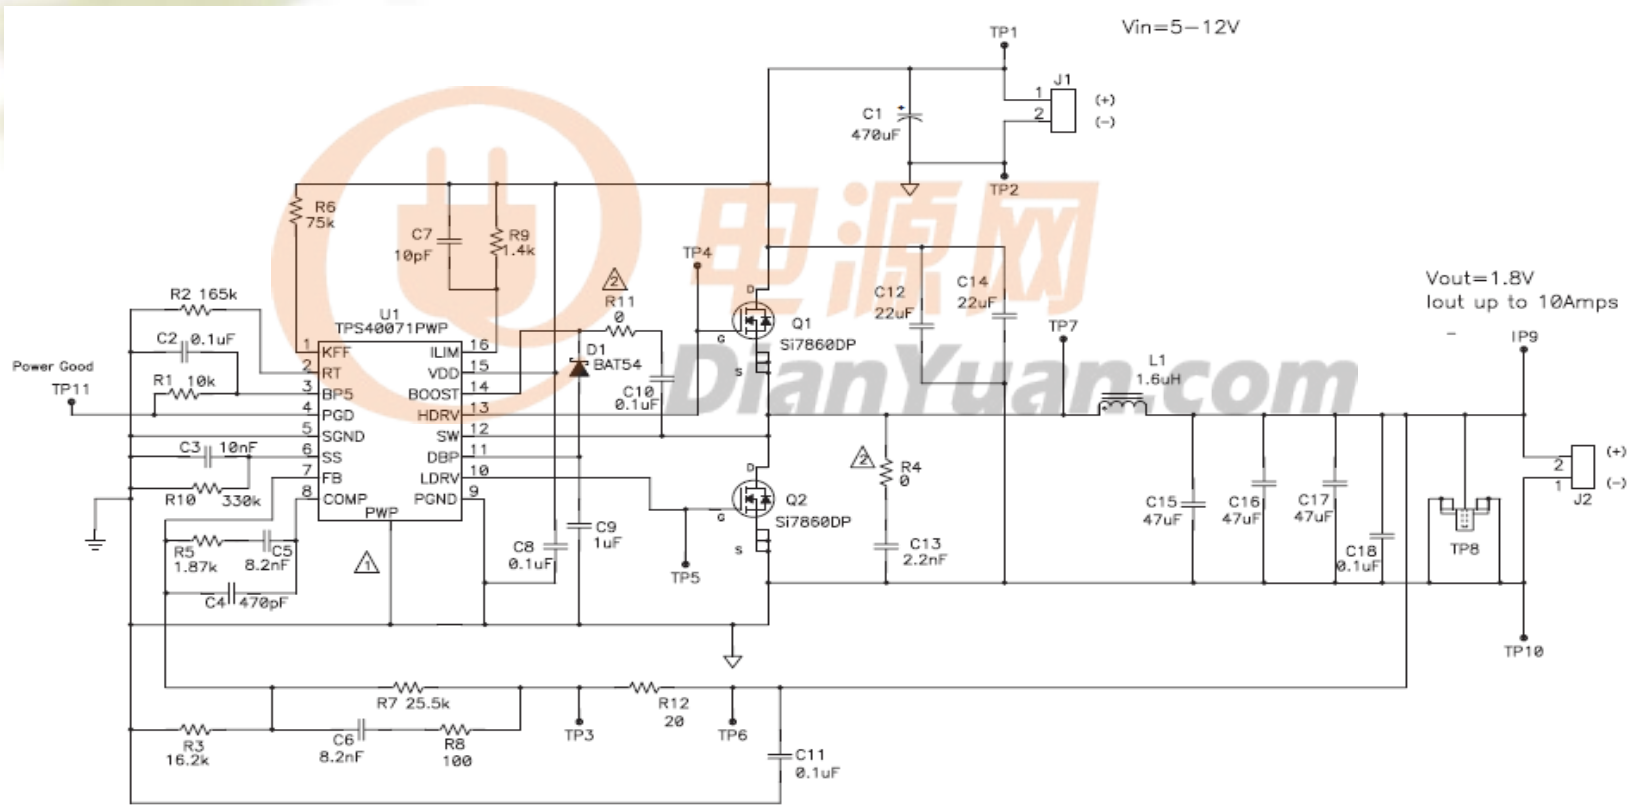 Vin=5-12V
TP1
J1
1
(+)
2
(-)
C1
470uF
TP2
电源网
DianYuan.com
R6
75k
C7
10pF
R9
1.4k
TP4
2
R11
0
R2 165k
U1
TPS40071PWP
C2 0.1uF
Power Good
TP11
R1 10k
1 KFF
2 RT
3 BP5
4 PGD
5 SGND
6 SS
7 FB
8 COMP
ILIM 16
VDD 15
BOOST 14
HDRV 13
SW 12
DBP 11
LDRV 10
PGND 9
PWP
D1
BAT54
C10
0.1uF
D
G
S
Q1
Si7860DP
C12
22uF
C14
22uF
TP7
L1
1.6uH
Vout=1.8V
Iout up to 10Amps
-
IP9
C3 10nF
R10 330k
R5
1.87k
C5
8.2nF
C4 470pF
1
C8
0.1uF
C9
1uF
TP5
D
G
S
Q2
Si7860DP
2
R4
0
C13
2.2nF
C15
47uF
C16
47uF
C17
47uF
C18
0.1uF
TP8
2
(+)
1
(-)
J2
TP10
R7 25.5k
R12
20
TP3
TP6
R3
16.2k
C6
8.2nF
R8
100
C11
0.1uF